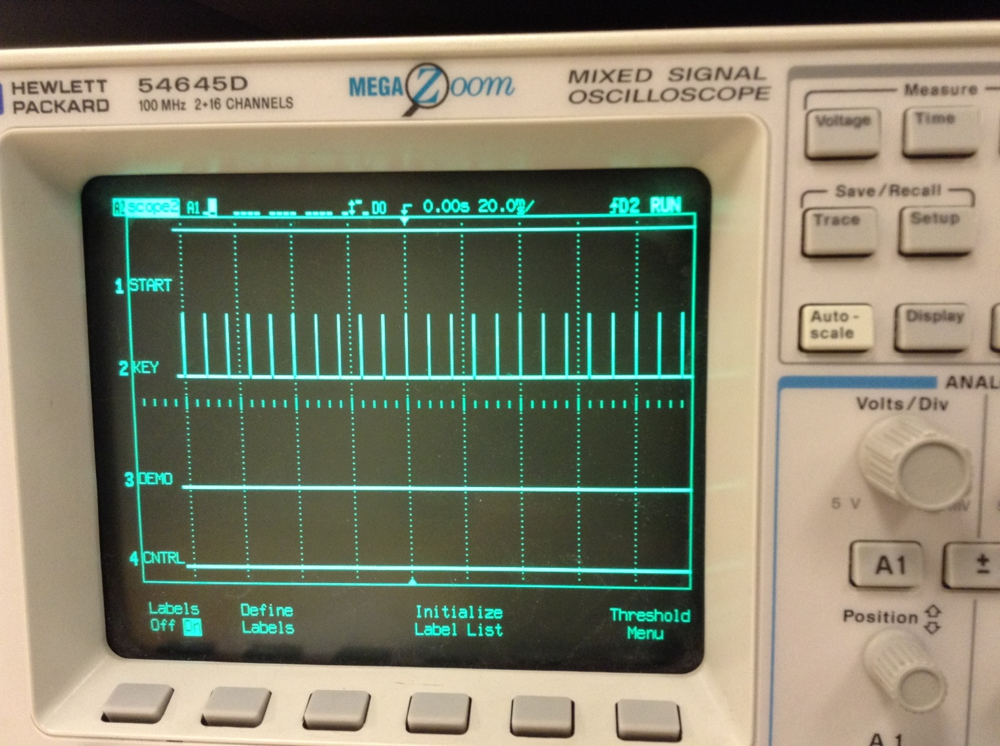 HEWLETT
PACKARD
54645D
100 MHz 2+16 CHANNELS
MEGA Zoom
MIXED SIGNAL
OSCILLOSCOPE
Measure
Voltage
Time
Save/Recall
Trace
Setup
Auto-
scale
Display
ANAL
Volts/Div
5 V
A1
±
Position
A1
scope2 A1 D0 0.00s 20.0ms/ D2 RUN
1 START
2 KEY
3 DEMO
4 CNTRL
Labels
Off On
Define
Labels
Initialize
Label List
Threshold
Menu